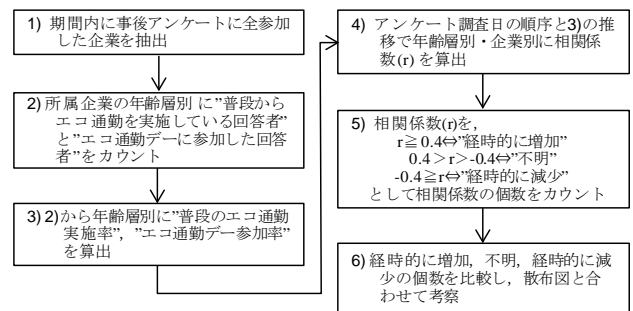 1) 期間内に事後アンケートに全参加
した企業を抽出
2) 所属企業の年齢層別 に”普段から
エコ通勤を実施している回答者”
と”エコ通勤デーに参加した回答
者”をカウント
3) 2)から年齢層別に”普段のエコ通勤
実施率”，”エコ通勤デー参加率”
を算出
4) アンケート調査日の順序と3)の推
移で年齢層別・企業別に相関係
数(r) を算出
5) 相関係数(r)を,
r≧0.4⇔”経時的に増加”
0.4＞r＞-0.4⇔”不明”
-0.4≧r⇔”経時的に減少”
として相関係数の個数をカウント
6) 経時的に増加，不明，経時的に減
少の個数を比較し，散布図と合
わせて考察